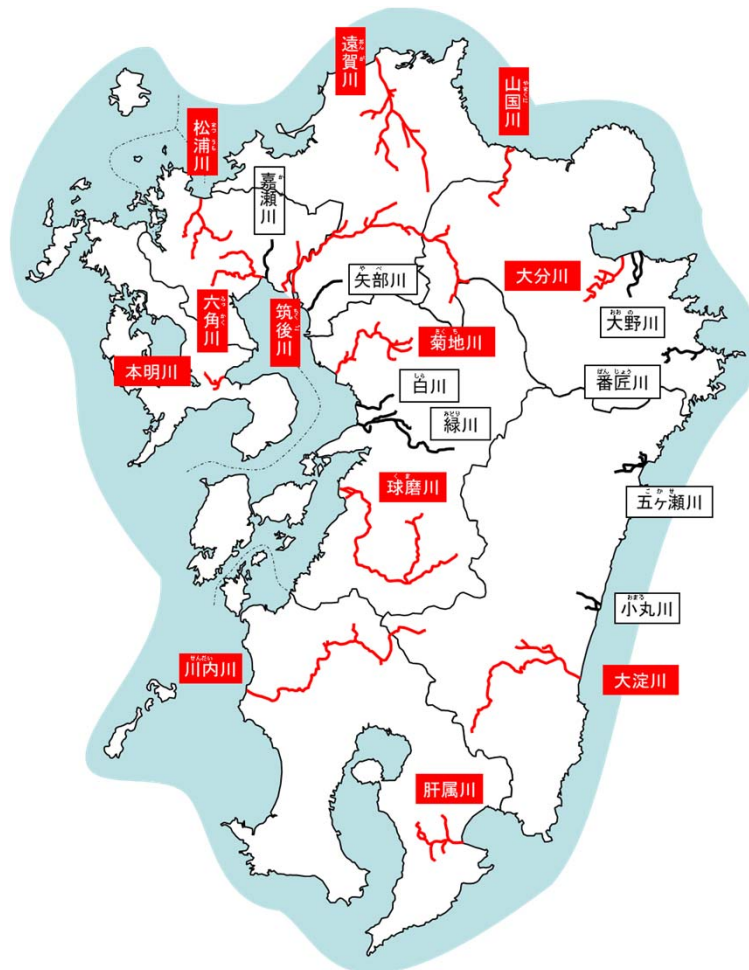 遠賀川
山国川
松浦川
嘉瀬川
矢部川
大分川
大野川
六角川
筑後川
菊地川
本明川
白川
番匠川
緑川
球磨川
五ヶ瀬川
小丸川
川内川
大淀川
肝属川